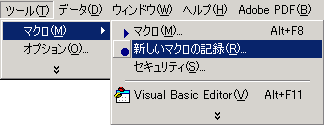 ツール(T) データ(D) ウィンドウ(W) ヘルプ(H) Adobe PDF(B)
マクロ(M)
オプション(O)...
マクロ(M)... Alt+F8
新しいマクロの記録(R)...
セキュリティ(S)...
Visual Basic Editor(V) Alt+F11